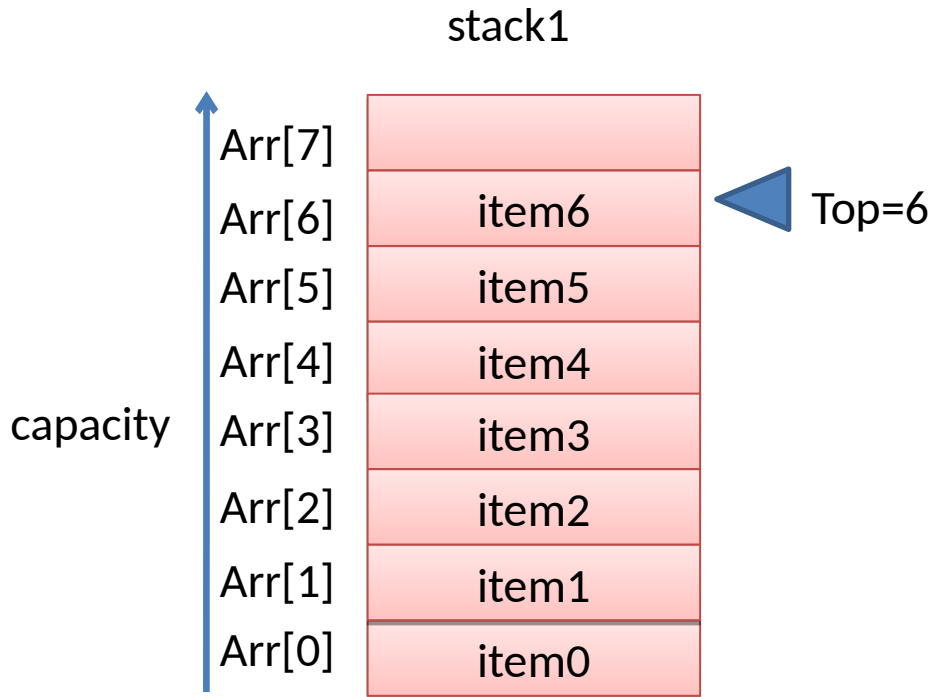 stack1
Arr[7]
Arr[6] item6 Top=6
Arr[5] item5
Arr[4] item4
capacity Arr[3] item3
Arr[2] item2
Arr[1] item1
Arr[0] item0